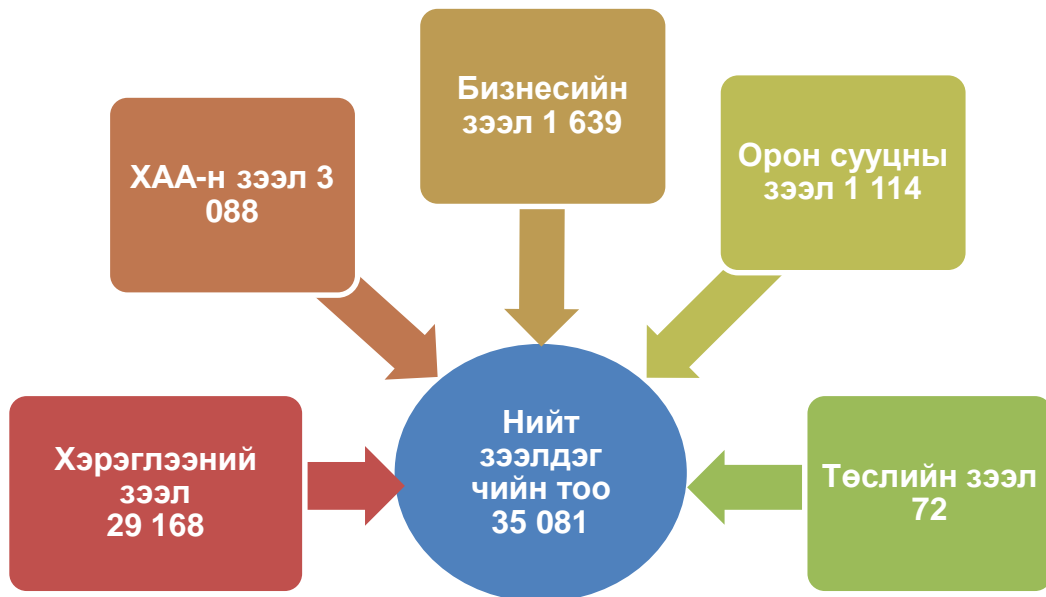 Бизнесийн
зээл 1 639
ХАА-н зээл 3
088
Орон сууцны
зээл 1 114
Хэрэглээний
зээл
29 168
Нийт
зээлдэг
чийн тоо
35 081
Төслийн зээл
72